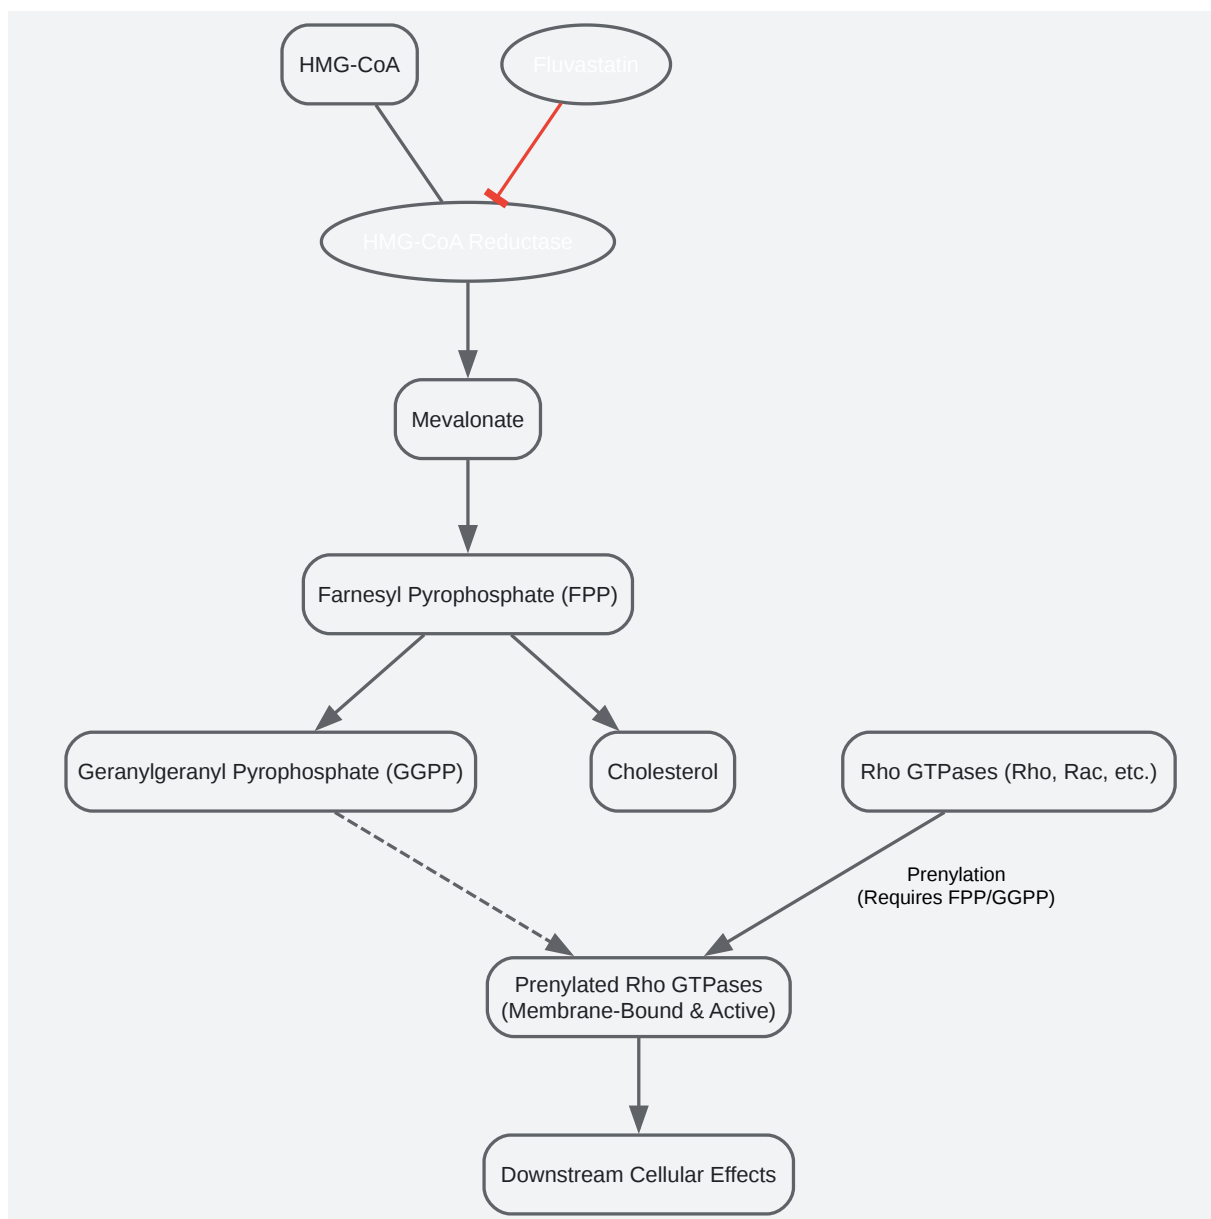 HMG-CoA
Fluvastatin
HMG-CoA Reductase
Mevalonate
Farnesyl Pyrophosphate (FPP)
Geranylgeranyl Pyrophosphate (GGPP)
Cholesterol
Rho GTPases (Rho, Rac, etc.)
Prenylation
(Requires FPP/GGPP)
Prenylated Rho GTPases
(Membrane-Bound & Active)
Downstream Cellular Effects